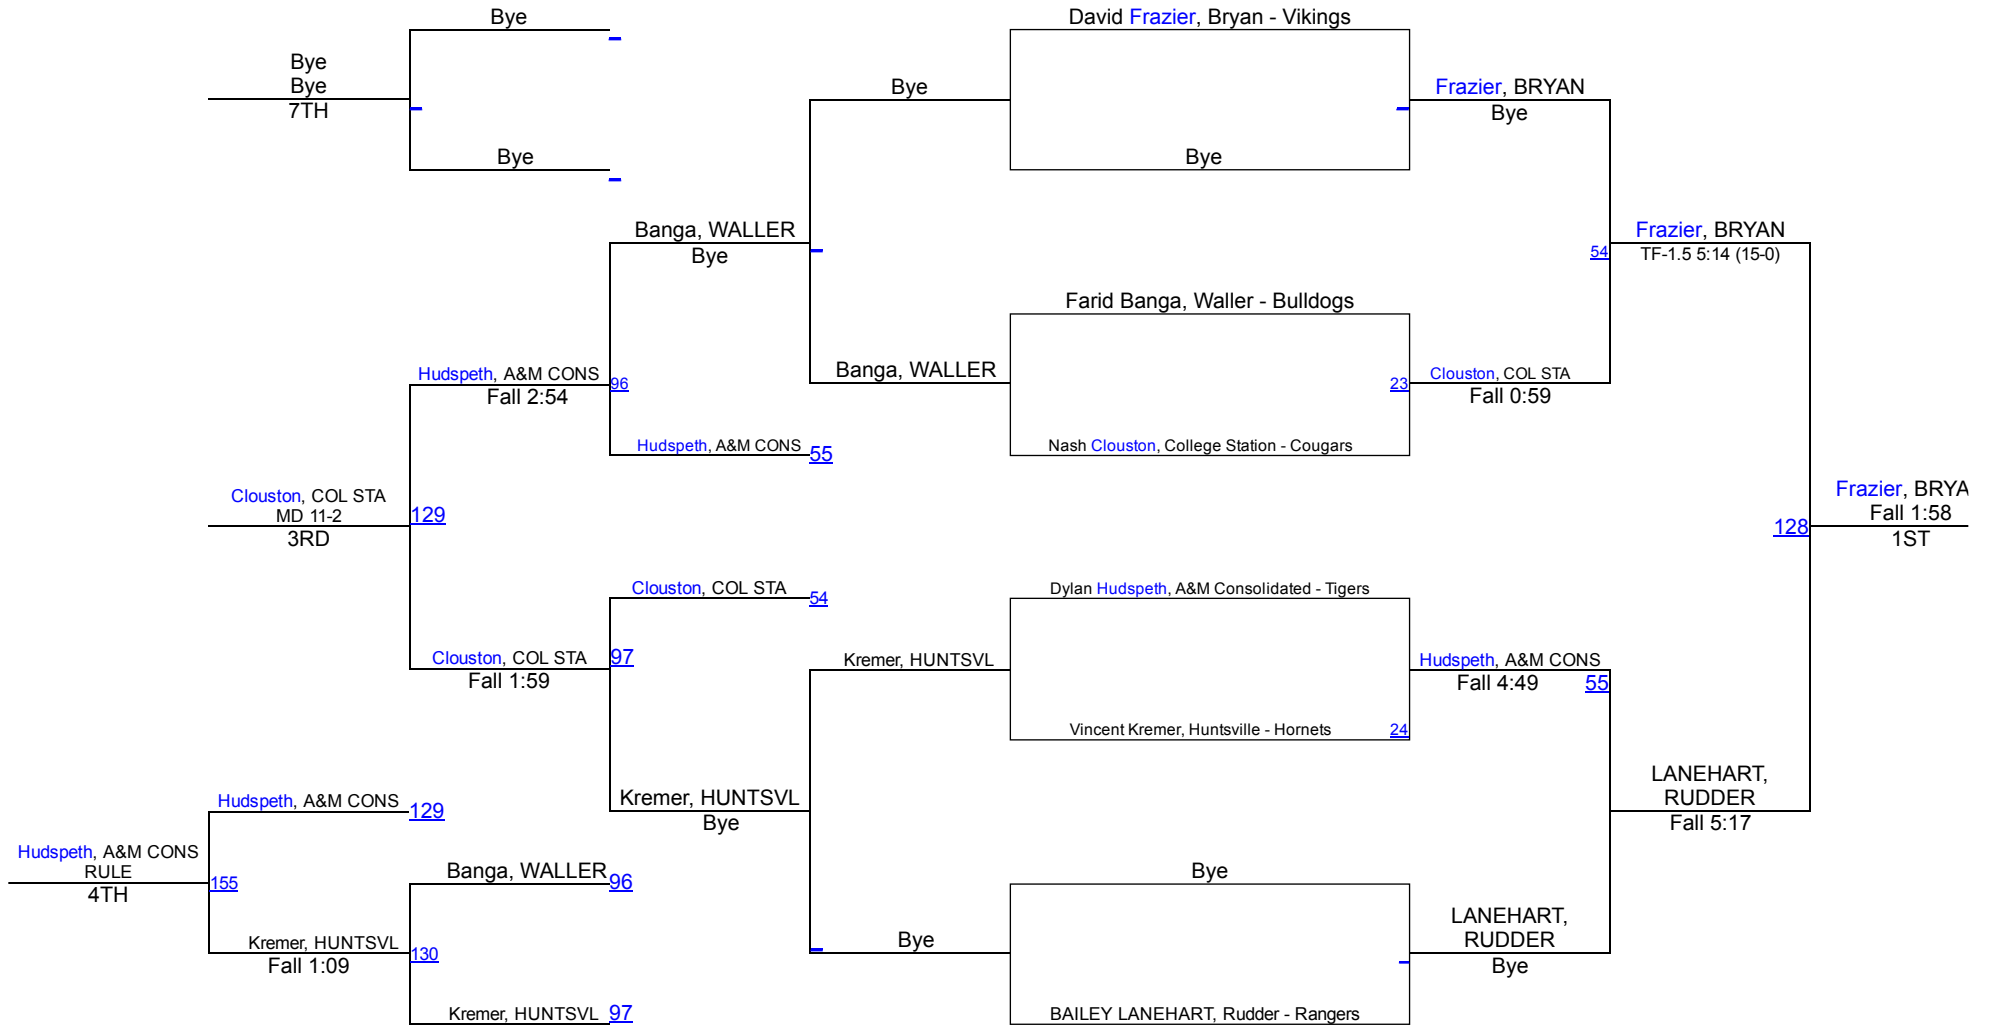 Bye
David Frazier, Bryan - Vikings
Bye
Bye
7TH
Bye
Frazier, BRYAN
Bye
Bye
Bye
Banga, WALLER
Bye
Frazier, BRYAN
54
TF-1.5 5:14 (15-0)
Farid Banga, Waller - Bulldogs
Hudspeth, A&M CONS
96
Fall 2:54
Banga, WALLER
23
Clouston, COL STA
Fall 0:59
Hudspeth, A&M CONS
55
Nash Clouston, College Station - Cougars
Clouston, COL STA
MD 11-2
129
3RD
Frazier, BRYA
Fall 1:58
128
1ST
Clouston, COL STA
54
Dylan Hudspeth, A&M Consolidated - Tigers
Clouston, COL STA
97
Fall 1:59
Kremer, HUNTSVL
Hudspeth, A&M CONS
Fall 4:49
55
Vincent Kremer, Huntsville - Hornets
24
Kremer, HUNTSVL
Bye
LANEHART,
RUDDER
Fall 5:17
Hudspeth, A&M CONS
129
Hudspeth, A&M CONS
RULE
155
4TH
Banga, WALLER
96
Bye
Kremer, HUNTSVL
130
Fall 1:09
Bye
LANEHART,
RUDDER
Bye
Kremer, HUNTSVL
97
BAILEY LANEHART, Rudder - Rangers